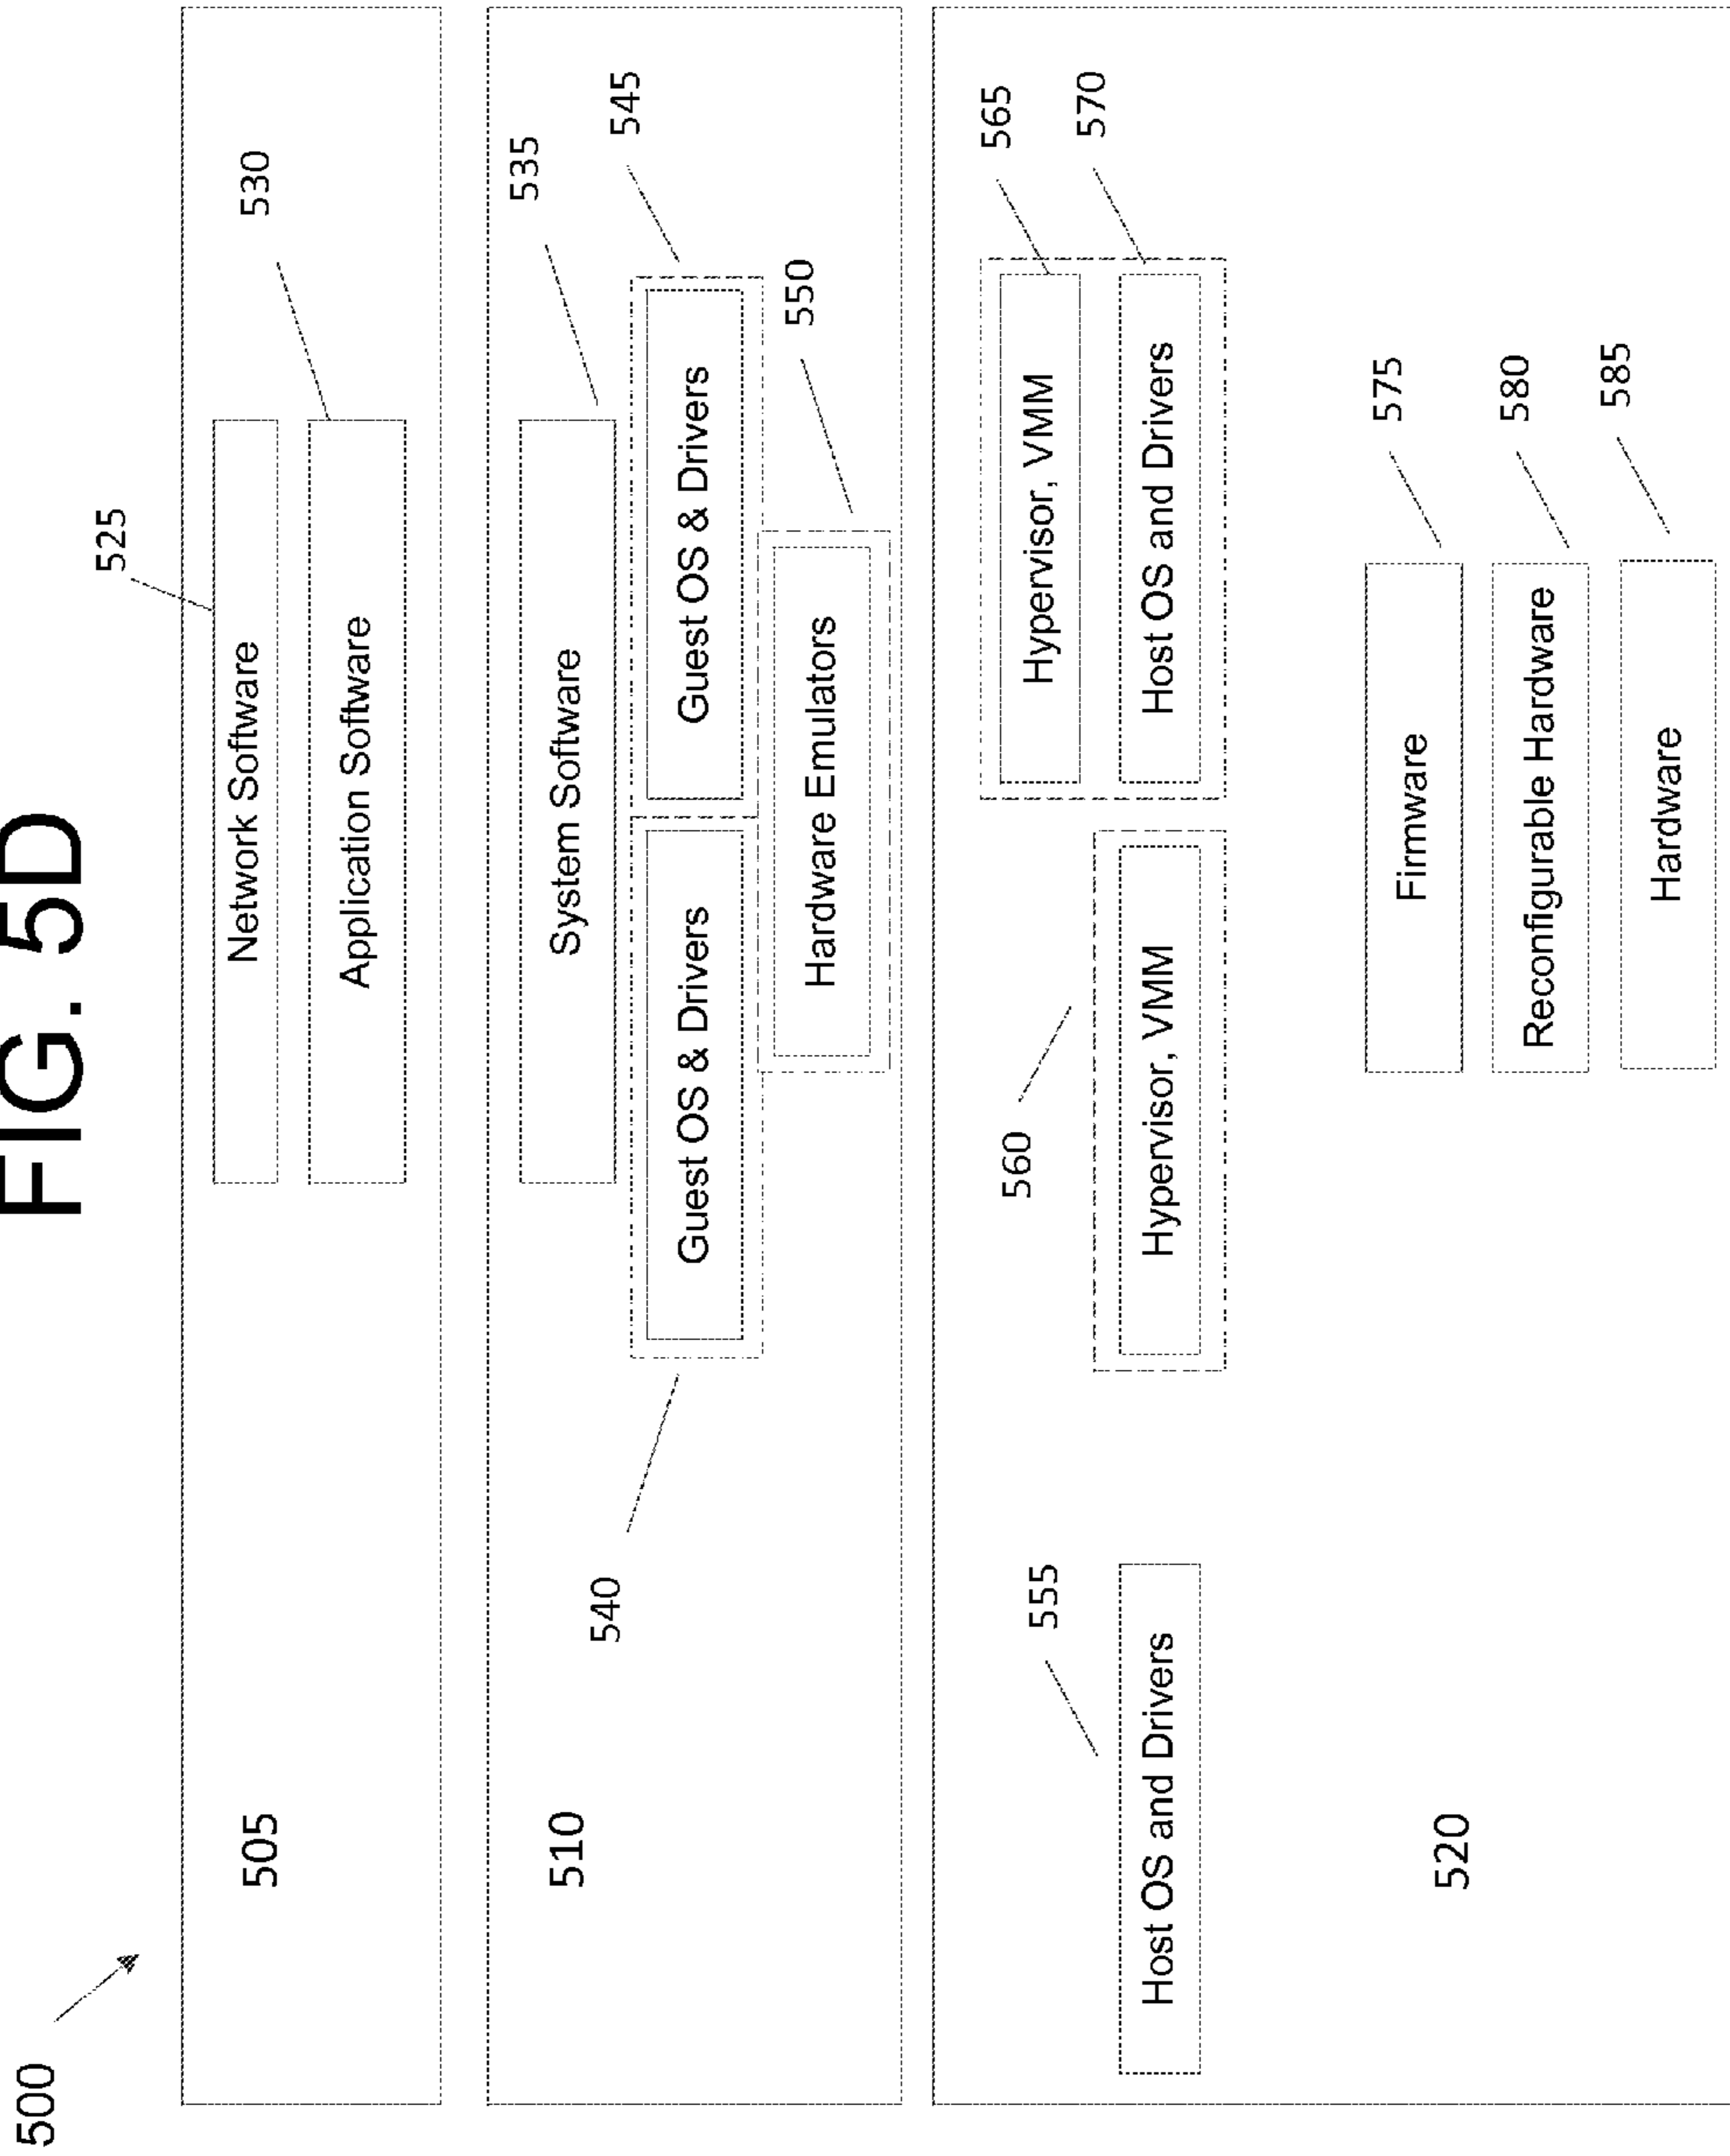 FIG. 5D
500
525
505
Network Software
530
Application Software
510
535
System Software
545
540
Guest OS & Drivers
Guest OS & Drivers
550
Hardware Emulators
565
Hypervisor, VMM
560
555
570
Host OS and Drivers
Hypervisor, VMM
Host OS and Drivers
575
Firmware
520
580
Reconfigurable Hardware
585
Hardware